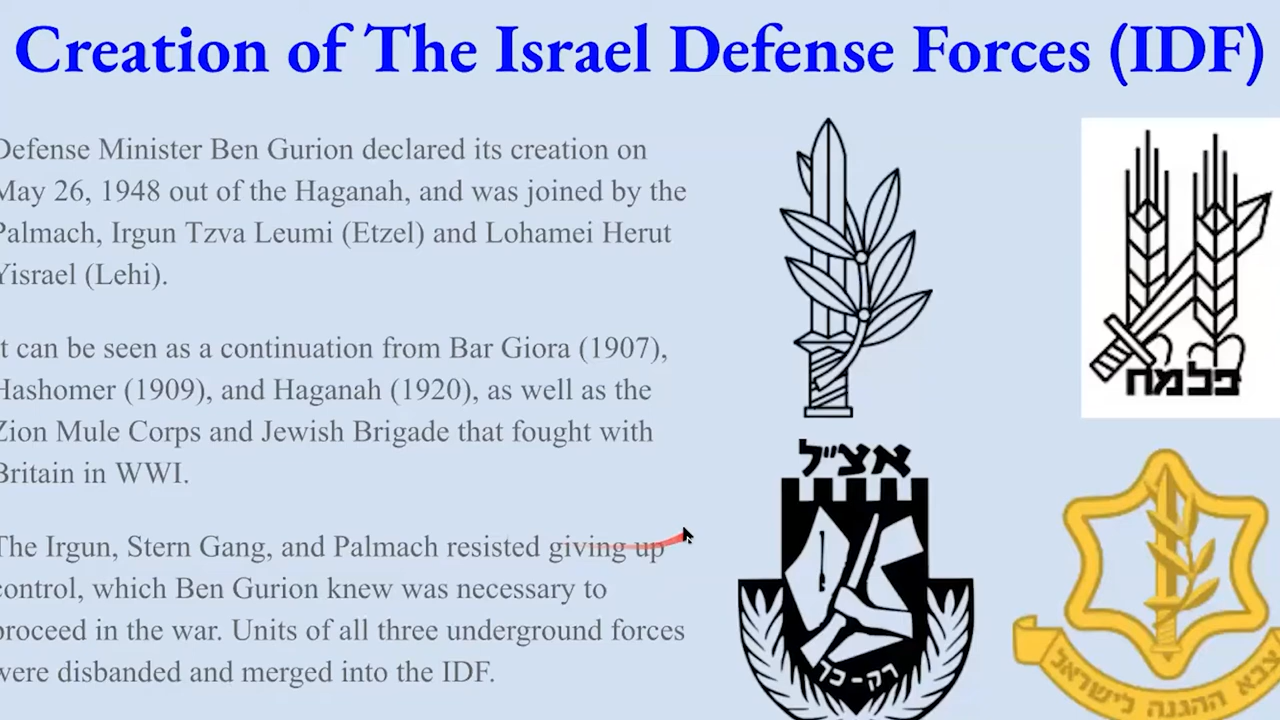 Creation of The Israel Defense Forces (IDF)
Defense Minister Ben Gurion declared its creation on
May 26, 1948 out of the Haganah, and was joined by the
Palmach, Irgun Tzva Leumi (Etzel) and Lohamei Herut
Yisrael (Lehi).
It can be seen as a continuation from Bar Giora (1907),
Hashomer (1909), and Haganah (1920), as well as the
Zion Mule Corps and Jewish Brigade that fought with
Britain in WWI.
The Irgun, Stern Gang, and Palmach resisted giving up
control, which Ben Gurion knew was necessary to
proceed in the war. Units of all three underground forces
were disbanded and merged into the IDF.
פלמח
אצ״ל
רק-כך
צבא ההגנה לישראל